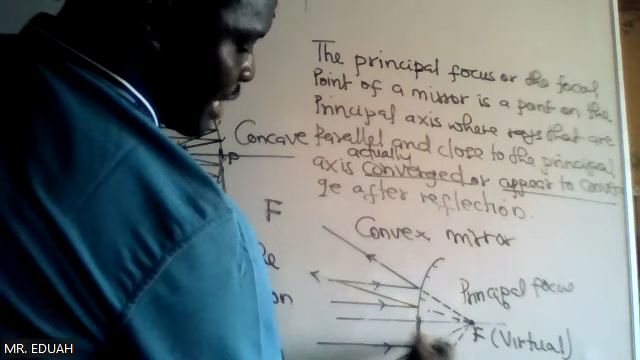 The principal focus or the focal
Point of a mirror is a point on the
Principal axis where rays that are
Concave parallel and close to the principal
actually
axis converged or appear to conver
ge after reflection.
P
F
Convex mirror
Principal focus
F (Virtual)
MR. EDUAH